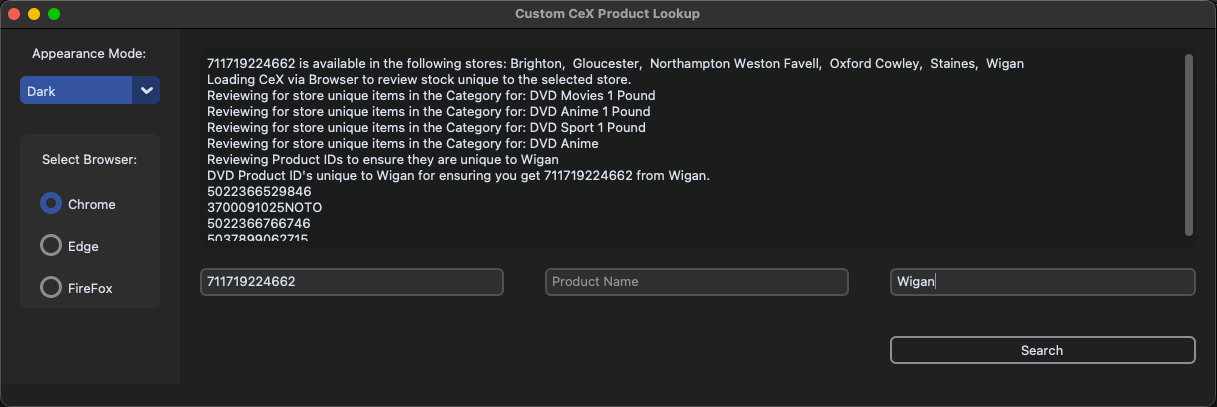 Custom CeX Product Lookup
Appearance Mode:
Dark
Select Browser:
Chrome
Edge
FireFox
711719224662 is available in the following stores: Brighton,  Gloucester,  Northampton Weston Favell,  Oxford Cowley,  Staines,  Wigan
Loading CeX via Browser to review stock unique to the selected store.
Reviewing for store unique items in the Category for: DVD Movies 1 Pound
Reviewing for store unique items in the Category for: DVD Anime 1 Pound
Reviewing for store unique items in the Category for: DVD Sport 1 Pound
Reviewing for store unique items in the Category for: DVD Anime
Reviewing Product IDs to ensure they are unique to Wigan
DVD Product ID's unique to Wigan for ensuring you get 711719224662 from Wigan.
5022366529846
3700091025NOTO
5022366766746
5037899062715
711719224662
Product Name
Wigan
Search